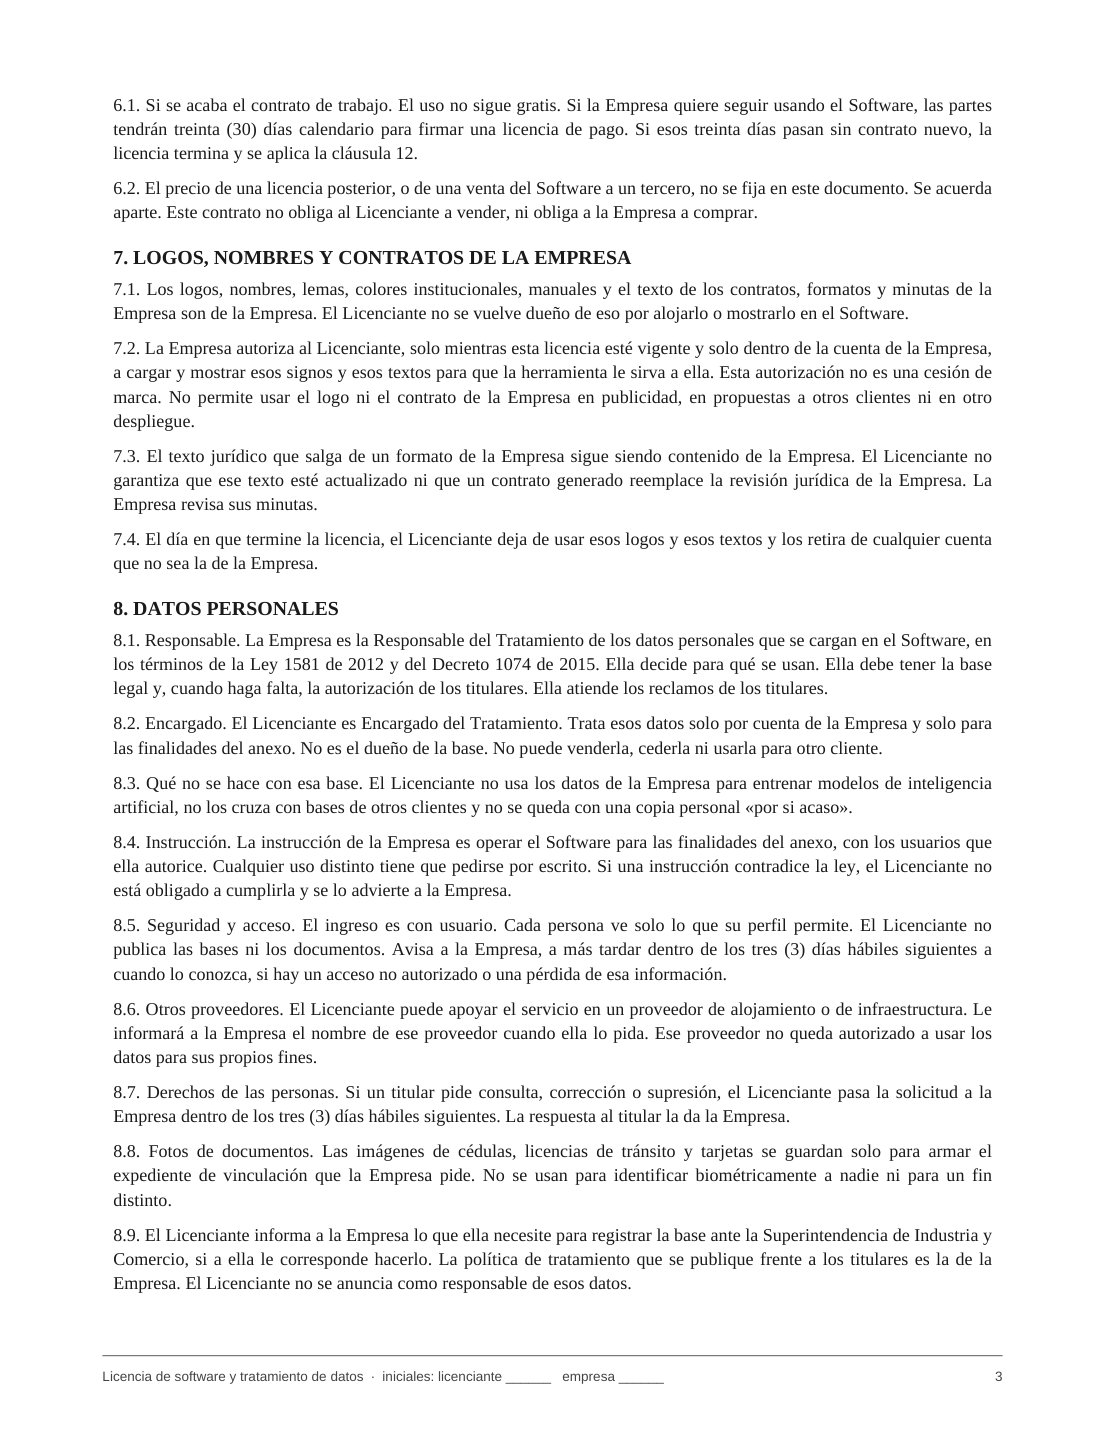 6.1. Si se acaba el contrato de trabajo. El uso no sigue gratis. Si la Empresa quiere seguir usando el Software, las partes
tendrán treinta (30) días calendario para firmar una licencia de pago. Si esos treinta días pasan sin contrato nuevo, la
licencia termina y se aplica la cláusula 12.
6.2. El precio de una licencia posterior, o de una venta del Software a un tercero, no se fija en este documento. Se acuerda
aparte. Este contrato no obliga al Licenciante a vender, ni obliga a la Empresa a comprar.
7. LOGOS, NOMBRES Y CONTRATOS DE LA EMPRESA
7.1. Los logos, nombres, lemas, colores institucionales, manuales y el texto de los contratos, formatos y minutas de la
Empresa son de la Empresa. El Licenciante no se vuelve dueño de eso por alojarlo o mostrarlo en el Software.
7.2. La Empresa autoriza al Licenciante, solo mientras esta licencia esté vigente y solo dentro de la cuenta de la Empresa,
a cargar y mostrar esos signos y esos textos para que la herramienta le sirva a ella. Esta autorización no es una cesión de
marca. No permite usar el logo ni el contrato de la Empresa en publicidad, en propuestas a otros clientes ni en otro
despliegue.
7.3. El texto jurídico que salga de un formato de la Empresa sigue siendo contenido de la Empresa. El Licenciante no
garantiza que ese texto esté actualizado ni que un contrato generado reemplace la revisión jurídica de la Empresa. La
Empresa revisa sus minutas.
7.4. El día en que termine la licencia, el Licenciante deja de usar esos logos y esos textos y los retira de cualquier cuenta
que no sea la de la Empresa.
8. DATOS PERSONALES
8.1. Responsable. La Empresa es la Responsable del Tratamiento de los datos personales que se cargan en el Software, en
los términos de la Ley 1581 de 2012 y del Decreto 1074 de 2015. Ella decide para qué se usan. Ella debe tener la base
legal y, cuando haga falta, la autorización de los titulares. Ella atiende los reclamos de los titulares.
8.2. Encargado. El Licenciante es Encargado del Tratamiento. Trata esos datos solo por cuenta de la Empresa y solo para
las finalidades del anexo. No es el dueño de la base. No puede venderla, cederla ni usarla para otro cliente.
8.3. Qué no se hace con esa base. El Licenciante no usa los datos de la Empresa para entrenar modelos de inteligencia
artificial, no los cruza con bases de otros clientes y no se queda con una copia personal «por si acaso».
8.4. Instrucción. La instrucción de la Empresa es operar el Software para las finalidades del anexo, con los usuarios que
ella autorice. Cualquier uso distinto tiene que pedirse por escrito. Si una instrucción contradice la ley, el Licenciante no
está obligado a cumplirla y se lo advierte a la Empresa.
8.5. Seguridad y acceso. El ingreso es con usuario. Cada persona ve solo lo que su perfil permite. El Licenciante no
publica las bases ni los documentos. Avisa a la Empresa, a más tardar dentro de los tres (3) días hábiles siguientes a
cuando lo conozca, si hay un acceso no autorizado o una pérdida de esa información.
8.6. Otros proveedores. El Licenciante puede apoyar el servicio en un proveedor de alojamiento o de infraestructura. Le
informará a la Empresa el nombre de ese proveedor cuando ella lo pida. Ese proveedor no queda autorizado a usar los
datos para sus propios fines.
8.7. Derechos de las personas. Si un titular pide consulta, corrección o supresión, el Licenciante pasa la solicitud a la
Empresa dentro de los tres (3) días hábiles siguientes. La respuesta al titular la da la Empresa.
8.8. Fotos de documentos. Las imágenes de cédulas, licencias de tránsito y tarjetas se guardan solo para armar el
expediente de vinculación que la Empresa pide. No se usan para identificar biométricamente a nadie ni para un fin
distinto.
8.9. El Licenciante informa a la Empresa lo que ella necesite para registrar la base ante la Superintendencia de Industria y
Comercio, si a ella le corresponde hacerlo. La política de tratamiento que se publique frente a los titulares es la de la
Empresa. El Licenciante no se anuncia como responsable de esos datos.
Licencia de software y tratamiento de datos · iniciales: licenciante ______ empresa ______ 3